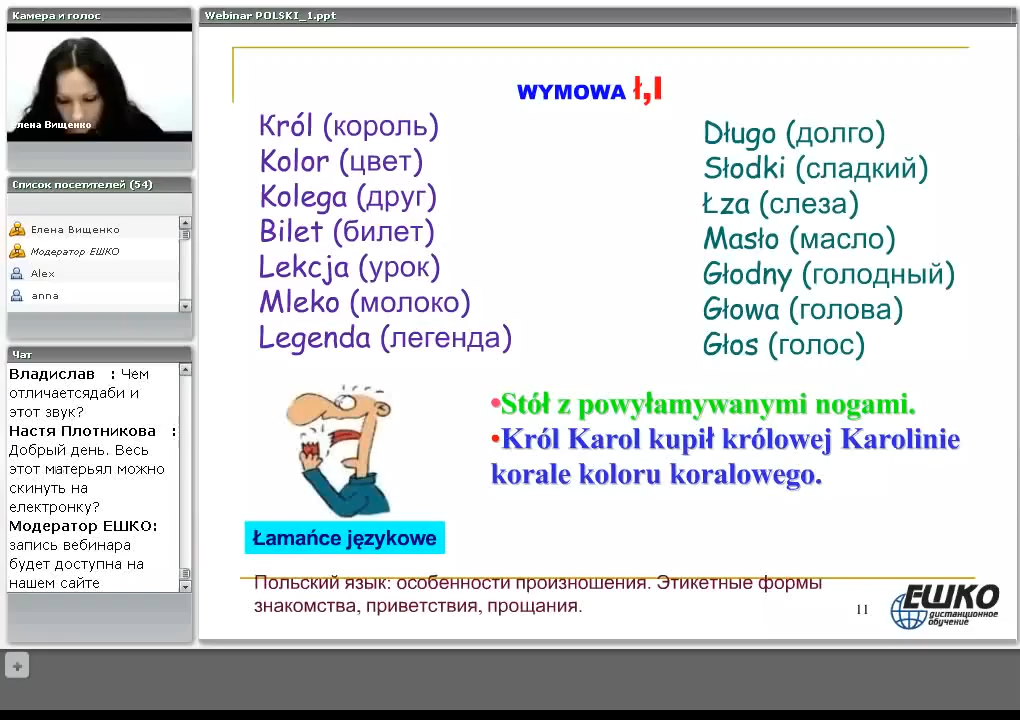 Камера и голос
лена Вищенко
Список посетителей (54)
Елена Вищенко
Модератор ЕШКО
Alex
anna
Чат
Владислав : Чем
отличаетсядаби и
этот звук?
Настя Плотникова :
Добрый день. Весь
этот матерьял можно
скинуть на
електронку?
Модератор ЕШКО:
запись вебинара
будет доступна на
нашем сайте
Webinar POLSKI_1.ppt
WYMOWA ł,l
Król (король)
Kolor (цвет)
Kolega (друг)
Bilet (билет)
Lekcja (урок)
Mleko (молоко)
Legenda (легенда)
Długo (долго)
Słodki (сладкий)
Łza (слеза)
Masło (масло)
Głodny (голодный)
Głowa (голова)
Głos (голос)
•Stół z powyłamywanymi nogami.
•Król Karol kupił królowej Karolinie
korale koloru koralowego.
Łamańce językowe
Польский язык: особенности произношения. Этикетные формы
знакомства, приветствия, прощания.
11
ЕШКО
дистанционное
обучение